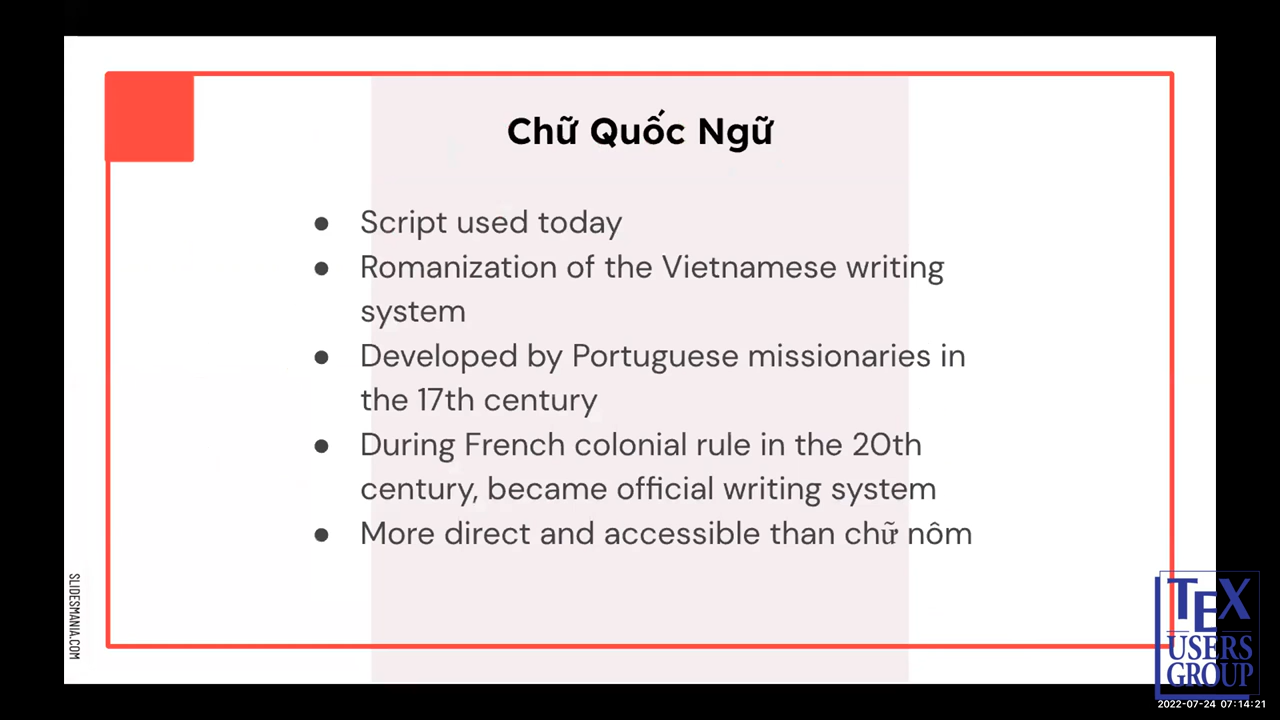 Chữ Quốc Ngữ
● Script used today
● Romanization of the Vietnamese writing
system
● Developed by Portuguese missionaries in
the 17th century
● During French colonial rule in the 20th
century, became official writing system
● More direct and accessible than chữ nôm
SLIDESMANIA.COM
TEX
USERS
GROUP
2022-07-24 07:14:21